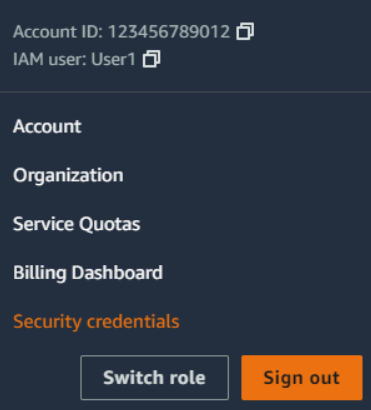 Account ID: 123456789012
IAM user: User1
Account
Organization
Service Quotas
Billing Dashboard
Security credentials
Switch role Sign out